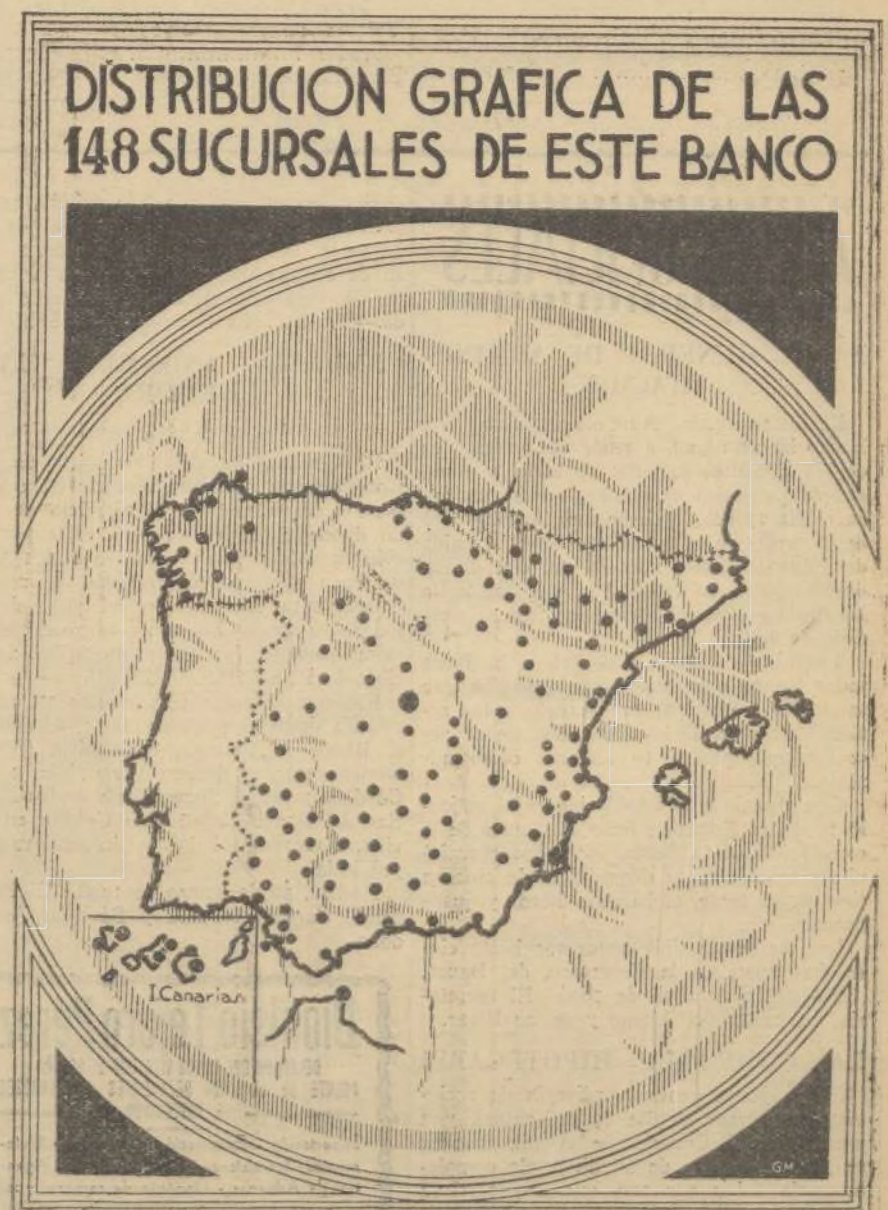 DISTRIBUCION GRAFICA DE LAS
148 SUCURSALES DE ESTE BANCO
I. Canarias
GM.